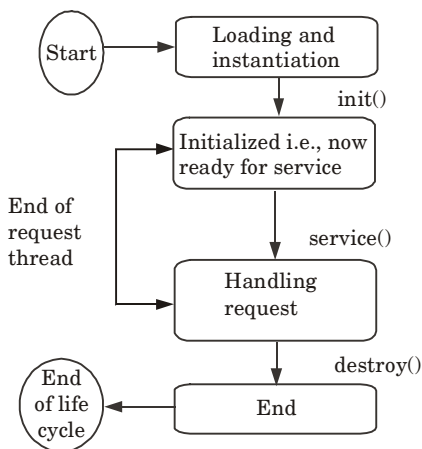 Start
Loading and
instantiation
init()
Initialized i.e., now
ready for service
End of
request
thread
service()
Handling
request
destroy()
End
End
of life
cycle